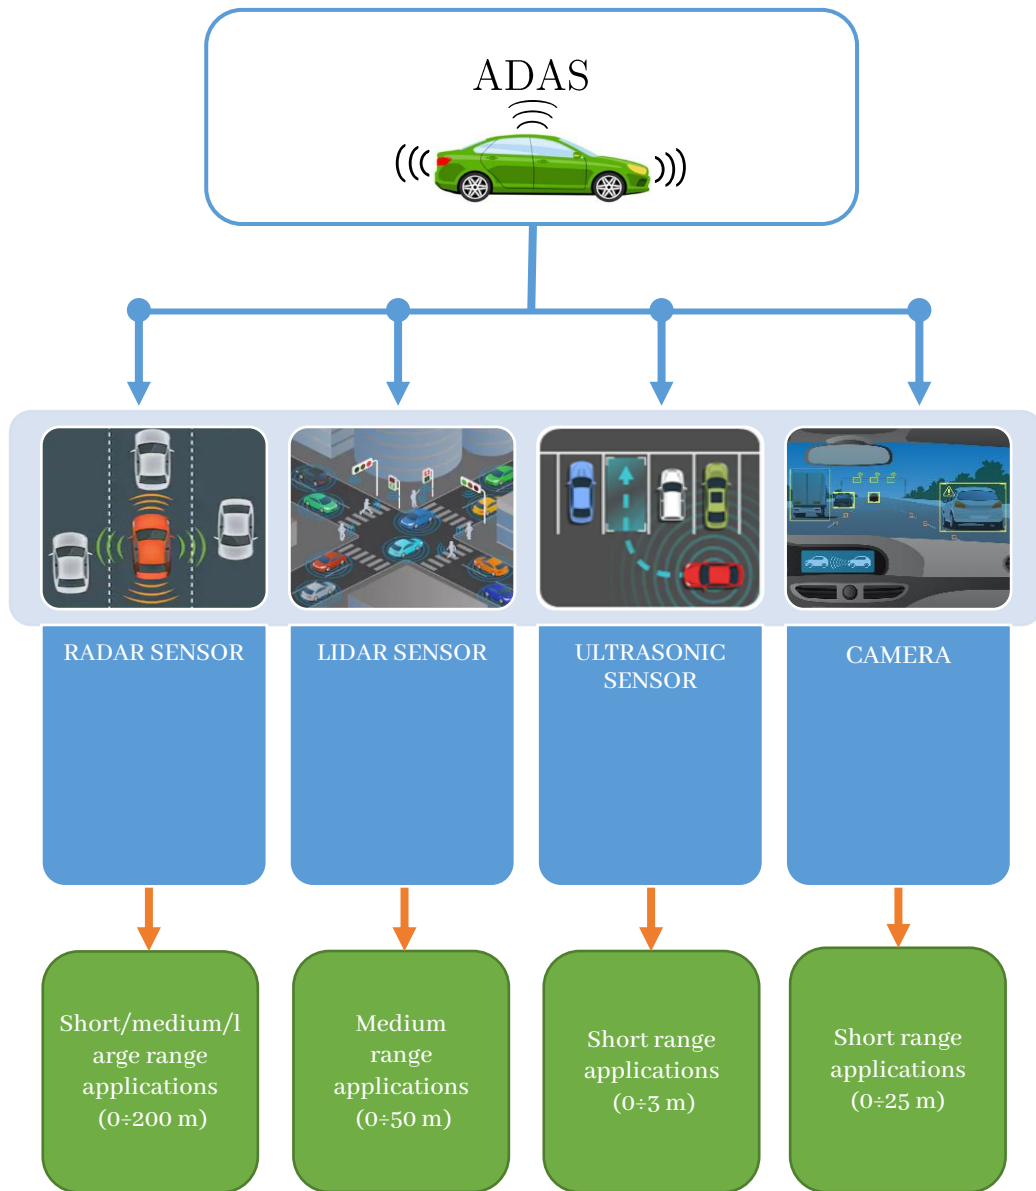 ADAS
RADAR SENSOR
LIDAR SENSOR
ULTRASONIC
SENSOR
CAMERA
Short/medium/l
arge range
applications
(0÷200 m)
Medium
range
applications
(0÷50 m)
Short range
applications
(0÷3 m)
Short range
applications
(0÷25 m)